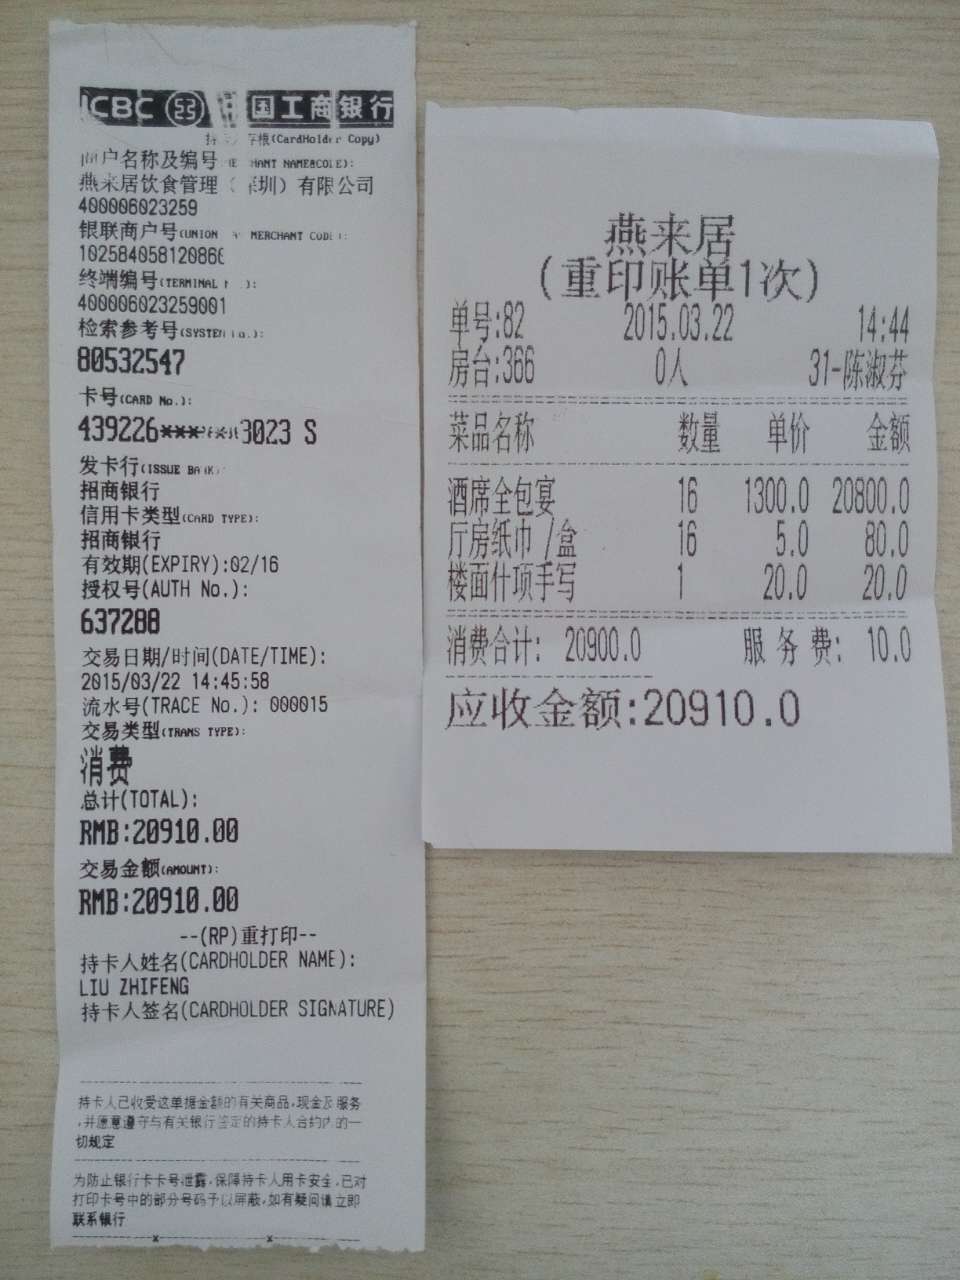 ICBC 中国工商银行
持卡人存根(CardHolder Copy)
商户名称及编号(MERCHANT NAME&CODE):
燕来居饮食管理(深圳)有限公司
400006023259
银联商户号(UNION PAY MERCHANT CODE):
102584058120866
终端编号(TERMINAL):
400006023259001
检索参考号(SYSTEM No.):
80532547
卡号(CARD No.):
439226******3023 S
发卡行(ISSUE BANK):
招商银行
信用卡类型(CARD TYPE):
招商银行
有效期(EXPIRY):02/16
授权号(AUTH No.):
637288
交易日期/时间(DATE/TIME):
2015/03/22 14:45:58
流水号(TRACE No.): 000015
交易类型(TRANS TYPE):
消费
总计(TOTAL):
RMB:20910.00
交易金额(AMOUNT):
RMB:20910.00
--(RP)重打印--
持卡人姓名(CARDHOLDER NAME):
LIU ZHIFENG
持卡人签名(CARDHOLDER SIGNATURE)
持卡人已收受这单据金额的有关商品,现金及服务
,并愿意遵守与有关银行签定的持卡人合约内的一
切规定
为防止银行卡卡号泄露,保障持卡人用卡安全,已对
打印卡号中的部分号码予以屏蔽,如有疑问请立即
联系银行
燕来居
(重印账单1次)
单号:82 2015.03.22 14:44
房台:366 0人 31-陈淑芬
菜品名称 数量 单价 金额
酒席全包宴 16 1300.0 20800.0
厅房纸巾 /盒 16 5.0 80.0
楼面什项手写 1 20.0 20.0
消费合计: 20900.0 服 务 费: 10.0
应收金额:20910.0